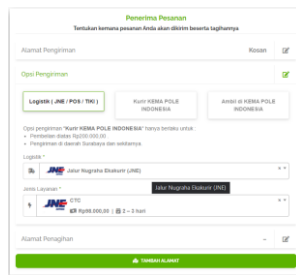 Penerima Pesanan
Tentukan kemana pesanan Anda akan dikirim beserta tagihannya
Alamat Pengiriman
Kosan
Opsi Pengiriman
Logistik ( JNE / POS / TIKI )
Kurir KEMA POLE INDONESIA
Ambil di KEMA POLE INDONESIA
Opsi pengiriman "Kurir KEMA POLE INDONESIA" hanya berlaku untuk :
• Pembelian diatas Rp200.000,00
• Pengiriman di daerah Surabaya dan sekitarnya
Logistik *
JNE Jalur Nugraha Ekakurir (JNE)
Jalur Nugraha Ekakurir (JNE)
Jenis Layanan *
JNE CTC
2 – 3 hari
Alamat Penagihan
-
TAMBAH ALAMAT